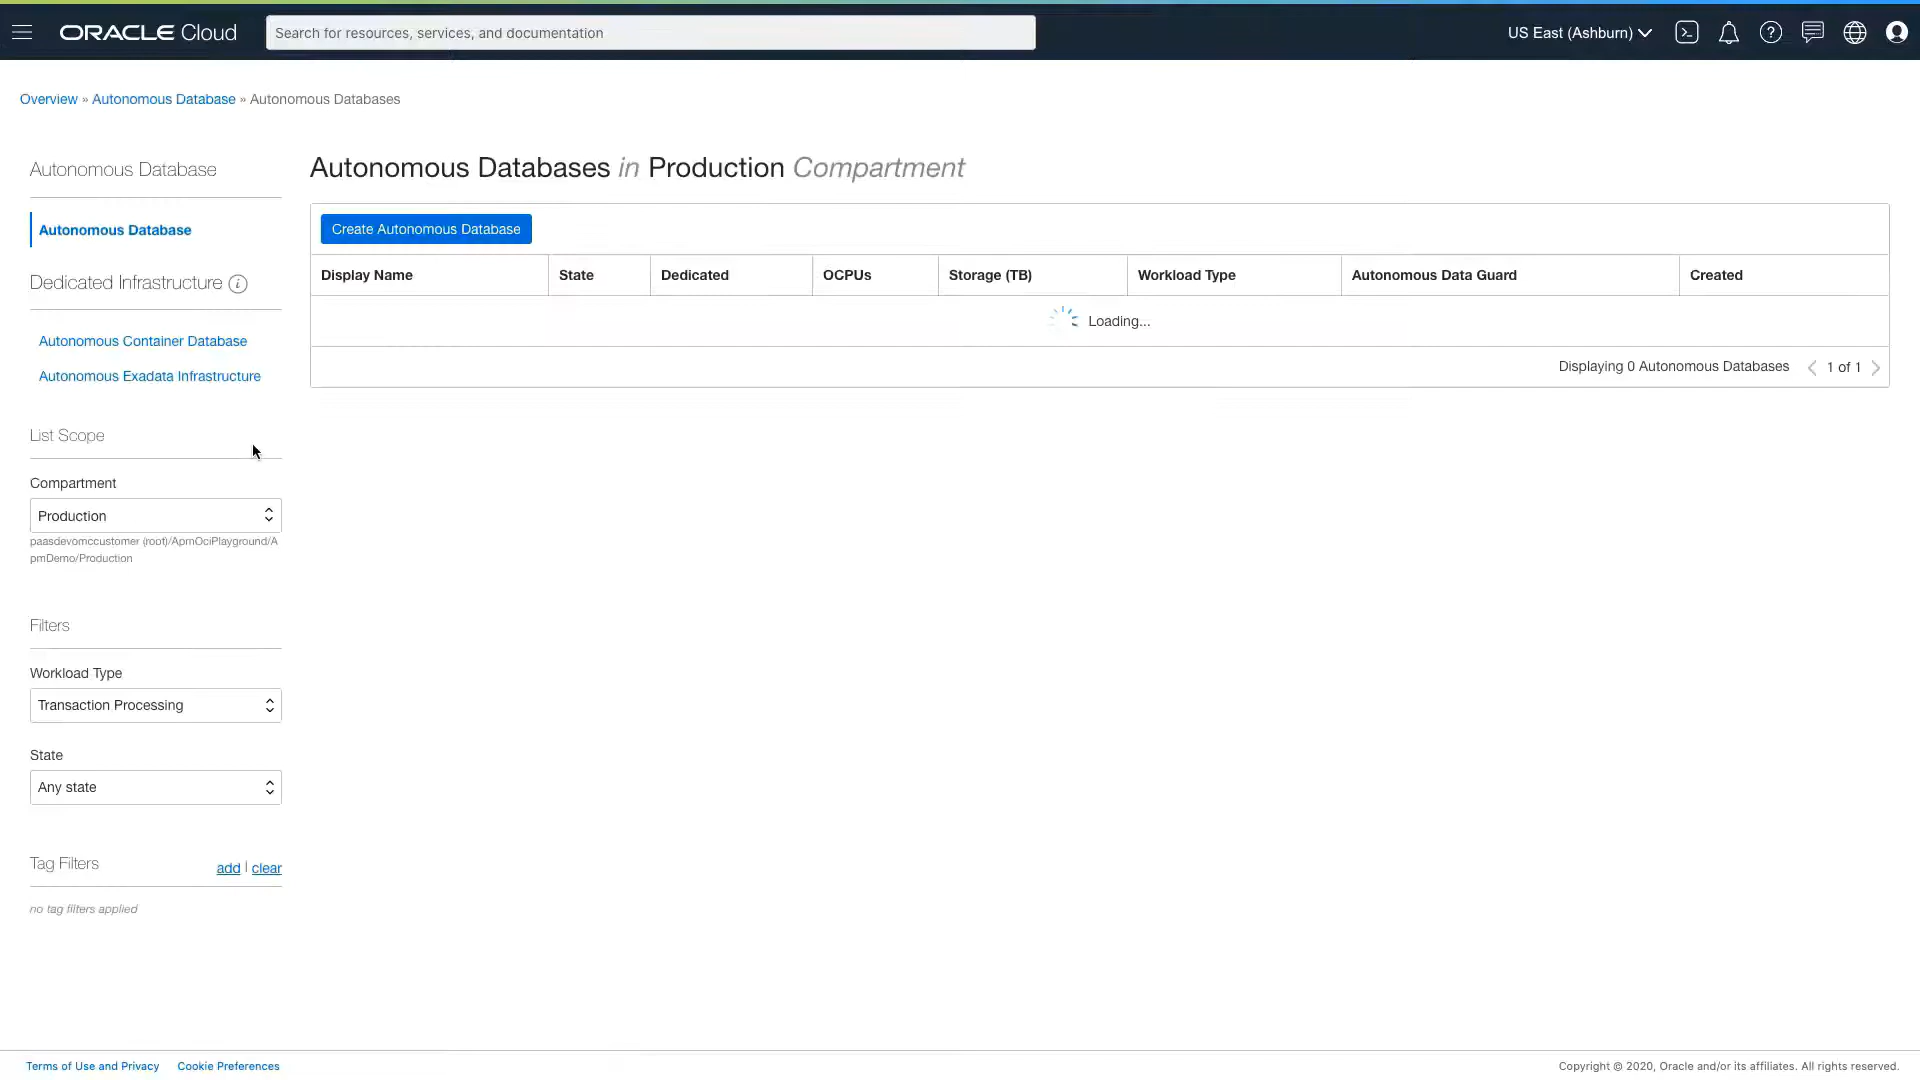 ORACLE Cloud
Search for resources, services, and documentation
US East (Ashburn)
Overview » Autonomous Database » Autonomous Databases
Autonomous Database
Autonomous Database
Dedicated Infrastructure
Autonomous Container Database
Autonomous Exadata Infrastructure
List Scope
Compartment
Production
paasdevomccustomer (root)/ApmOciPlayground/A
pmDemo/Production
Filters
Workload Type
Transaction Processing
State
Any state
Tag Filters add | clear
no tag filters applied
Autonomous Databases in Production Compartment
Create Autonomous Database
Display Name State Dedicated OCPUs Storage (TB) Workload Type Autonomous Data Guard Created
Loading...
Displaying 0 Autonomous Databases 1 of 1
Terms of Use and Privacy Cookie Preferences
Copyright © 2020, Oracle and/or its affiliates. All rights reserved.